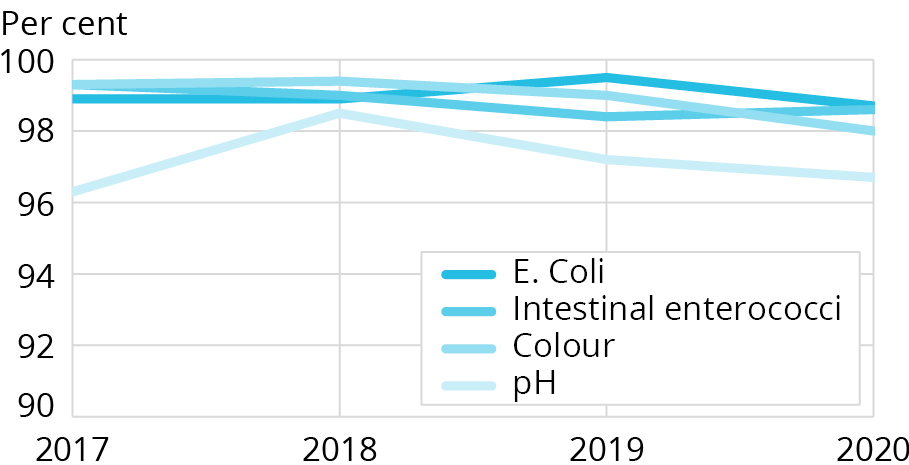 Per cent
100
98
96
94
92
90
E. Coli
Intestinal enterococci
Colour
pH
2017 2018 2019 2020